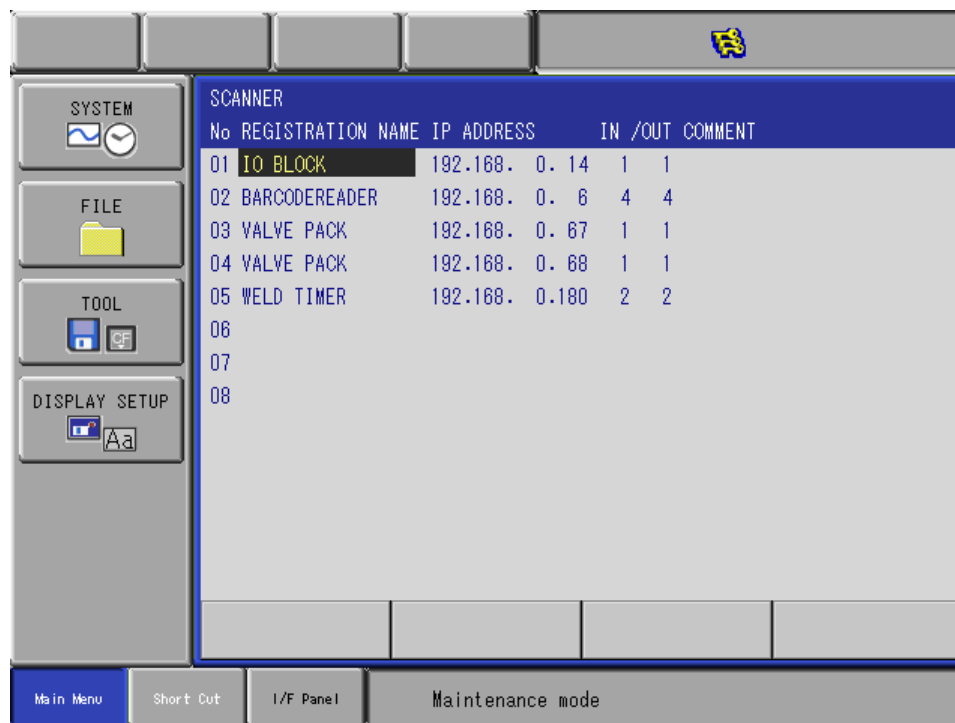 SYSTEM
FILE
TOOL
CF
DISPLAY SETUP
Aa
SCANNER
No REGISTRATION NAME IP ADDRESS IN /OUT COMMENT
01 IO BLOCK 192.168. 0. 14 1 1
02 BARCODEREADER 192.168. 0. 6 4 4
03 VALVE PACK 192.168. 0. 67 1 1
04 VALVE PACK 192.168. 0. 68 1 1
05 WELD TIMER 192.168. 0.180 2 2
06
07
08
Main Menu Short Cut I/F Panel Maintenance mode